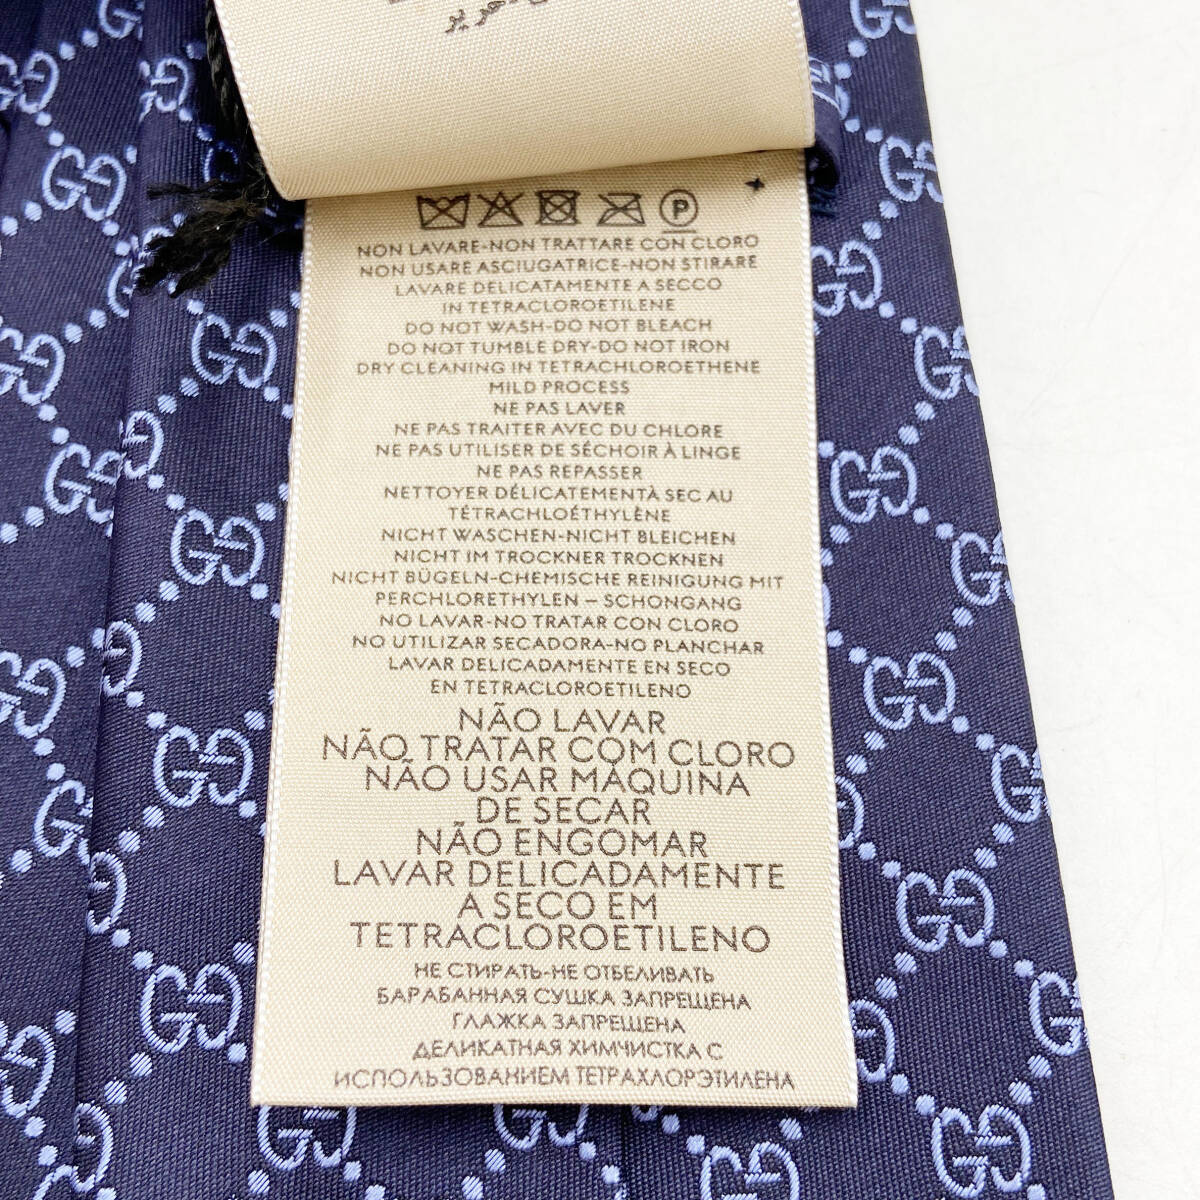 P
NON LAVARE-NON TRATTARE CON CLORO
NON USARE ASCIUGATRICE-NON STIRARE
LAVARE DELICATAMENTE A SECCO
IN TETRACLOROETILENE
DO NOT WASH-DO NOT BLEACH
DO NOT TUMBLE DRY-DO NOT IRON
DRY CLEANING IN TETRACHLOROETHENE
MILD PROCESS
NE PAS LAVER
NE PAS TRAITER AVEC DU CHLORE
NE PAS UTILISER DE SÉCHOIR À LINGE
NE PAS REPASSER
NETTOYER DÉLICATEMENTÀ SEC AU
TÉTRACHLOÉTHYLÈNE
NICHT WASCHEN-NICHT BLEICHEN
NICHT IM TROCKNER TROCKNEN
NICHT BÜGELN-CHEMISCHE REINIGUNG MIT
PERCHLORETHYLEN – SCHONGANG
NO LAVAR-NO TRATAR CON CLORO
NO UTILIZAR SECADORA-NO PLANCHAR
LAVAR DELICADAMENTE EN SECO
EN TETRACLOROETILENO
NÃO LAVAR
NÃO TRATAR COM CLORO
NÃO USAR MÁQUINA
DE SECAR
NÃO ENGOMAR
LAVAR DELICADAMENTE
A SECO EM
TETRACLOROETILENO
НЕ СТИРАТЬ-НЕ ОТБЕЛИВАТЬ
БАРАБАННАЯ СУШКА ЗАПРЕЩЕНА
ГЛАЖКА ЗАПРЕЩЕНА
ДЕЛИКАТНАЯ ХИМЧИСТКА С
ИСПОЛЬЗОВАНИЕМ ТЕТРАХЛОРЭТИЛЕНА